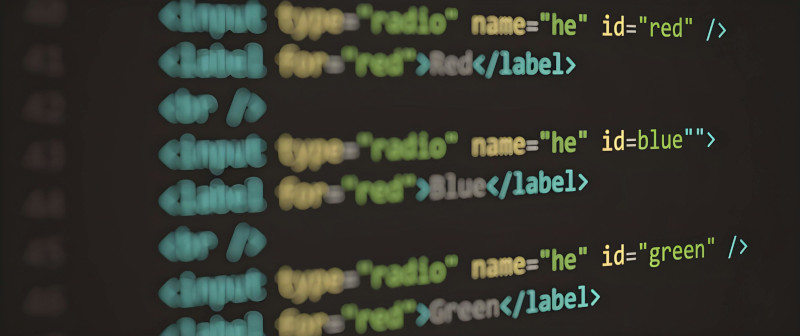 <input type="radio" name="he" id="red" />
<label for="red">Red</label>
<br />
<input type="radio" name="he" id=blue"">
<label for="red">Blue</label>
<br />
<input type="radio" name="he" id="green" />
<label for="red">Green</label>